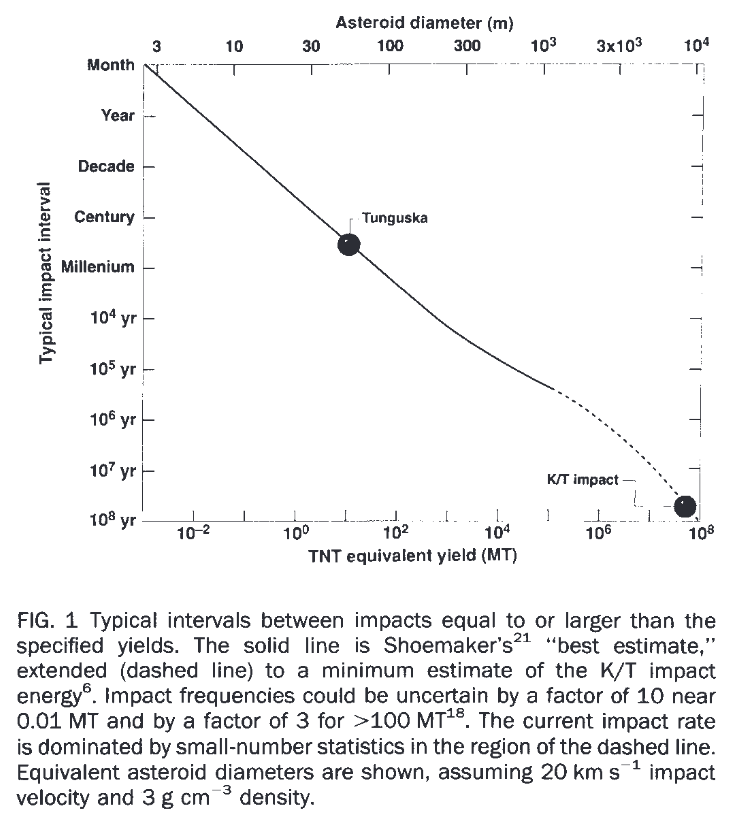 Asteroid diameter (m)
3 10 30 100 300 10³ 3x10³ 10⁴
Month
Year
Decade
Century
Millenium
10⁴ yr
10⁵ yr
10⁶ yr
10⁷ yr
10⁸ yr
Typical impact interval
Tunguska
K/T impact
10⁻² 10⁰ 10² 10⁴ 10⁶ 10⁸
TNT equivalent yield (MT)
FIG. 1 Typical intervals between impacts equal to or larger than the
specified yields. The solid line is Shoemaker's²¹ “best estimate,”
extended (dashed line) to a minimum estimate of the K/T impact
energy⁶. Impact frequencies could be uncertain by a factor of 10 near
0.01 MT and by a factor of 3 for >100 MT¹⁸. The current impact rate
is dominated by small-number statistics in the region of the dashed line.
Equivalent asteroid diameters are shown, assuming 20 km s⁻¹ impact
velocity and 3 g cm⁻³ density.